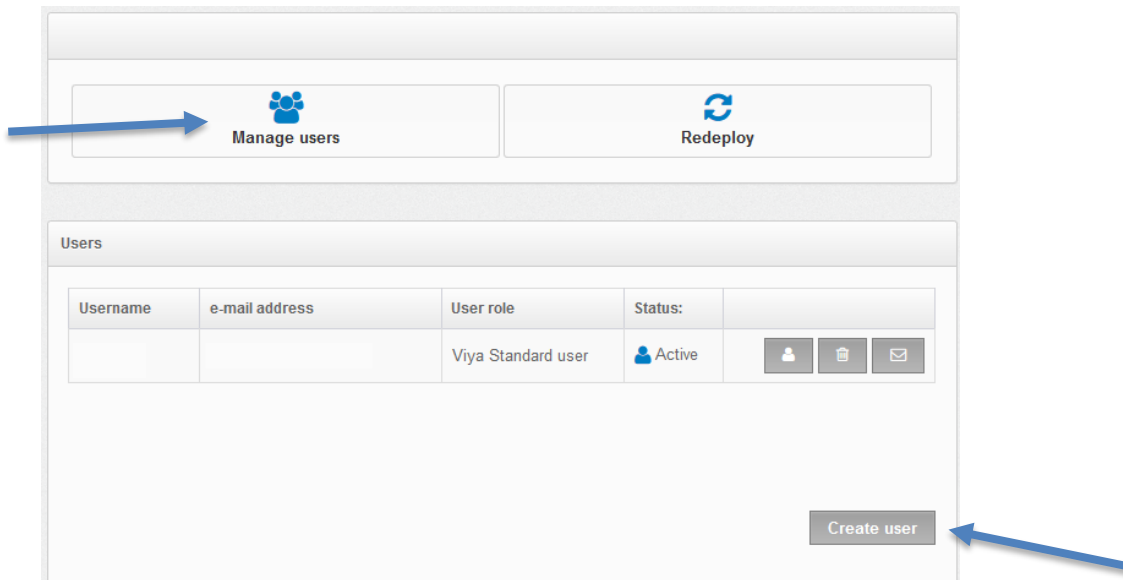 Manage users
Redeploy
Users
Username e-mail address User role Status:
Viya Standard user Active
Create user